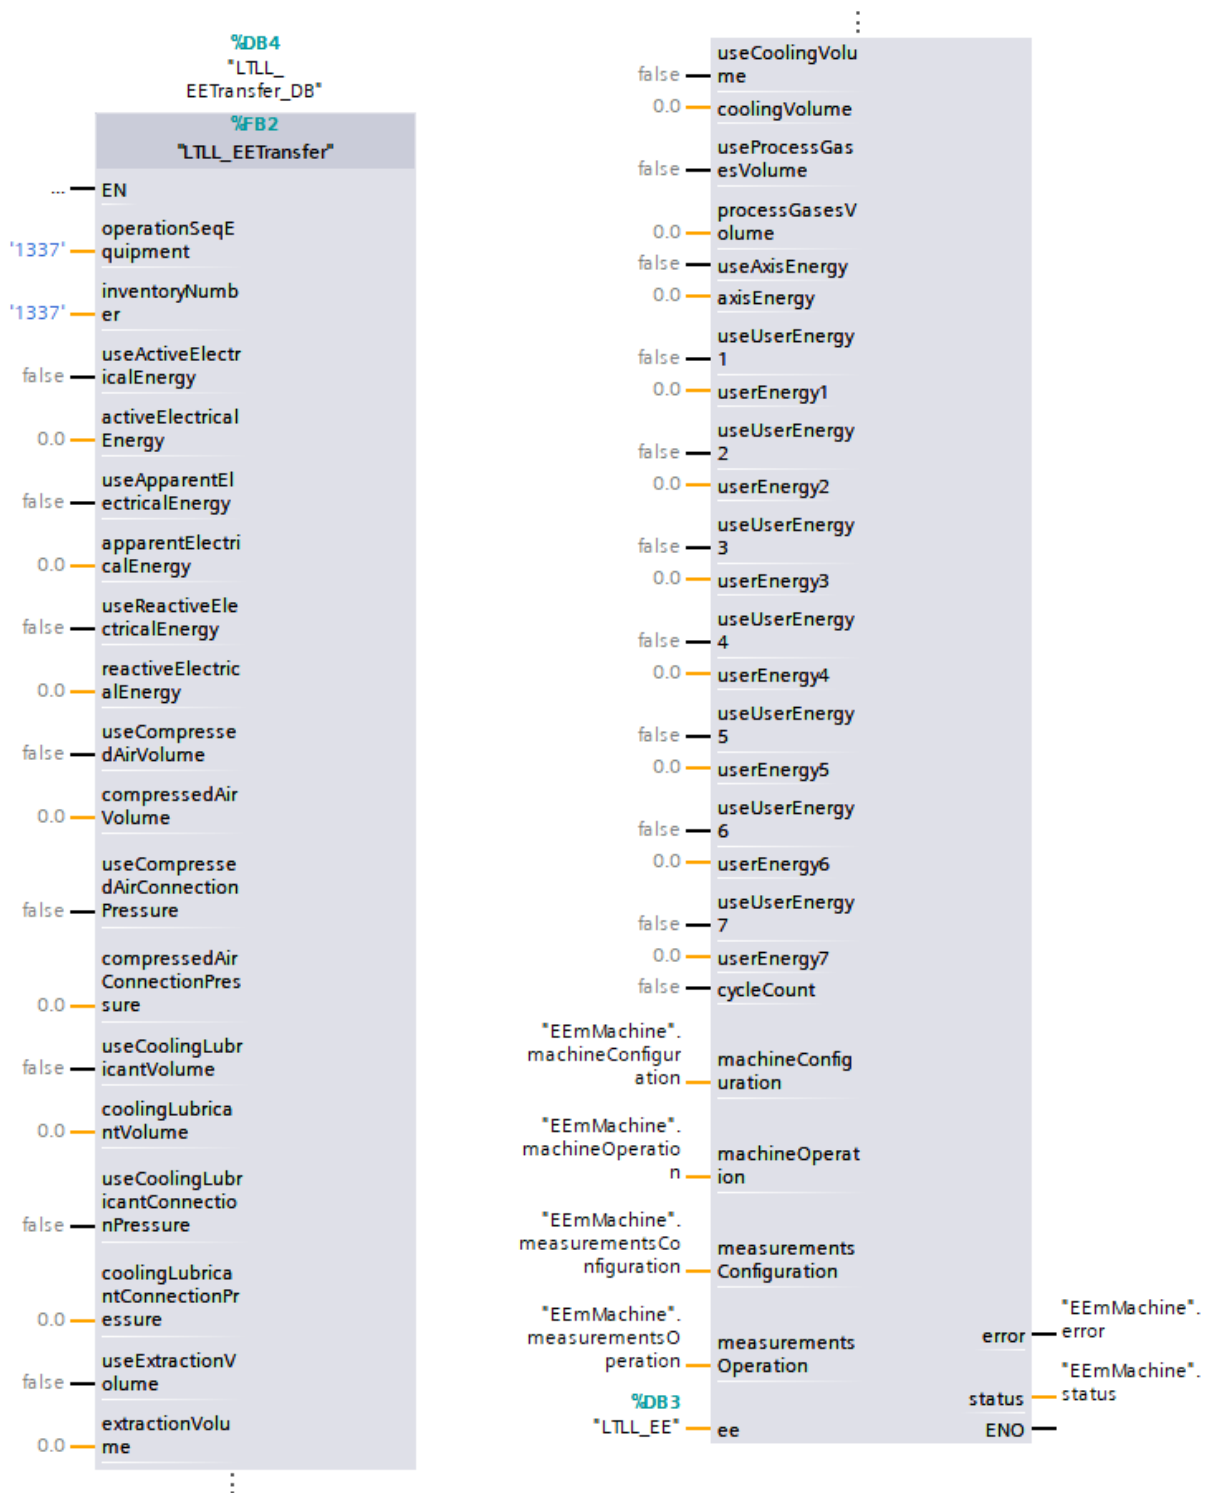 %DB4
"LTLL_
EETransfer_DB"
%FB2
"LTLL_EETransfer"
... EN
operationSeqE
'1337' quipment
inventoryNumb
'1337' er
useActiveElectr
false icalEnergy
activeElectrical
0.0 Energy
useApparentEl
false ectricalEnergy
apparentElectri
0.0 calEnergy
useReactiveEle
false ctricalEnergy
reactiveElectric
0.0 alEnergy
useCompresse
false dAirVolume
compressedAir
0.0 Volume
useCompresse
dAirConnection
false Pressure
compressedAir
ConnectionPres
0.0 sure
useCoolingLubr
false icantVolume
coolingLubrica
0.0 ntVolume
useCoolingLubr
icantConnectio
false nPressure
coolingLubrica
ntConnectionPr
0.0 essure
useExtractionV
false olume
extractionVolu
0.0 me
useCoolingVolu
false me
0.0 coolingVolume
useProcessGas
false esVolume
processGasesV
0.0 olume
false useAxisEnergy
0.0 axisEnergy
useUserEnergy
false 1
0.0 userEnergy1
useUserEnergy
false 2
0.0 userEnergy2
useUserEnergy
false 3
0.0 userEnergy3
useUserEnergy
false 4
0.0 userEnergy4
useUserEnergy
false 5
0.0 userEnergy5
useUserEnergy
false 6
0.0 userEnergy6
useUserEnergy
false 7
0.0 userEnergy7
false cycleCount
"EEmMachine".
machineConfigur
ation
machineConfig
uration
"EEmMachine".
machineOperatio
n
machineOperat
ion
"EEmMachine".
measurementsCo
nfiguration
measurements
Configuration
"EEmMachine".
measurementsO
peration
measurements
Operation
"EEmMachine".
error error
"EEmMachine".
status status
%DB3
"LTLL_EE" ee
ENO